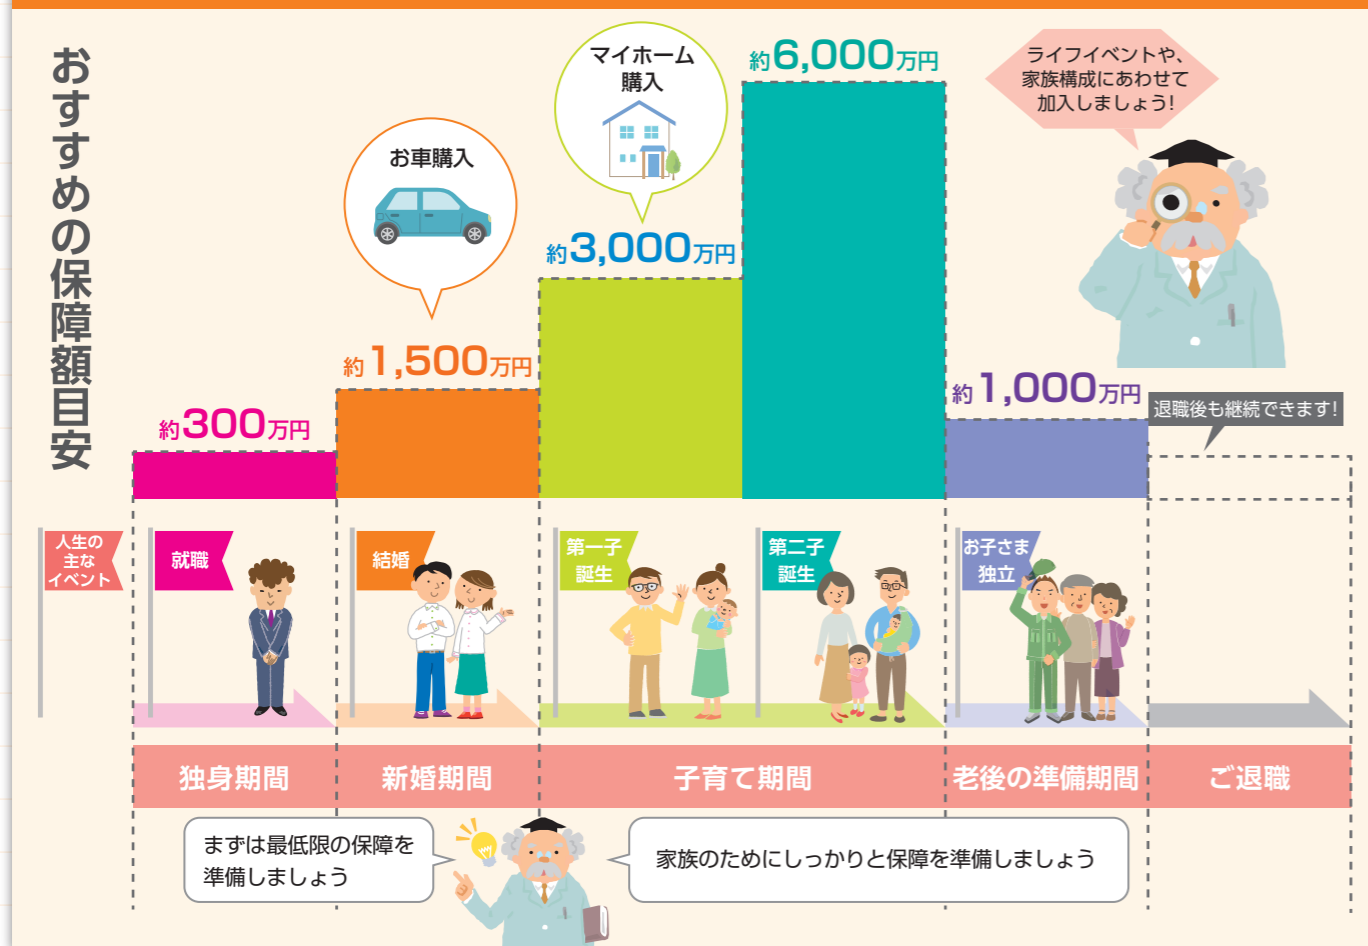 おすすめの保障額目安
約300万円
約1,500万円
お車購入
約3,000万円
マイホーム
購入
約6,000万円
約1,000万円
退職後も継続できます!
ライフイベントや、
家族構成にあわせて
加入しましょう!
人生の
主な
イベント
就職
結婚
第一子
誕生
第二子
誕生
お子さま
独立
独身期間
新婚期間
子育て期間
老後の準備期間
ご退職
まずは最低限の保障を
準備しましょう
家族のためにしっかりと保障を準備しましょう